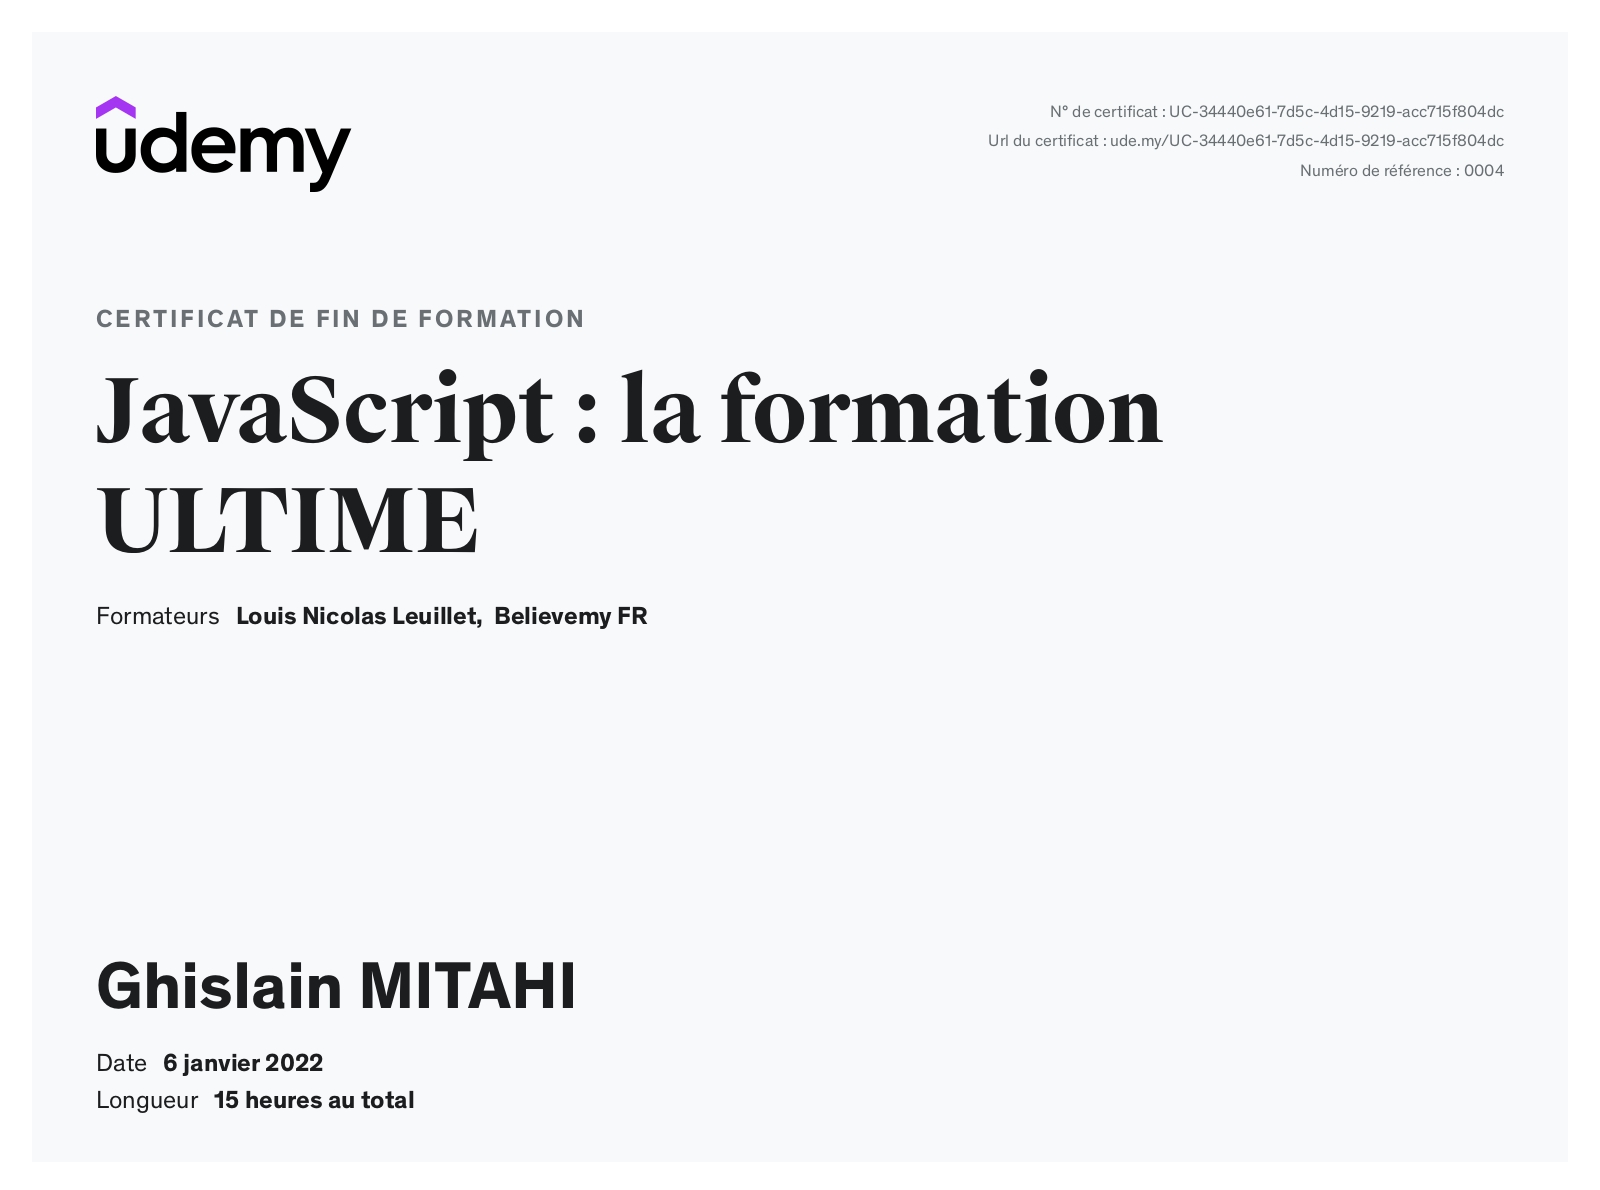 udemy
N° de certificat : UC-34440e61-7d5c-4d15-9219-acc715f804dc
Url du certificat : ude.my/UC-34440e61-7d5c-4d15-9219-acc715f804dc
Numéro de référence : 0004
CERTIFICAT DE FIN DE FORMATION
JavaScript : la formation
ULTIME
Formateurs Louis Nicolas Leuillet, Believemy FR
Ghislain MITAHI
Date 6 janvier 2022
Longueur 15 heures au total